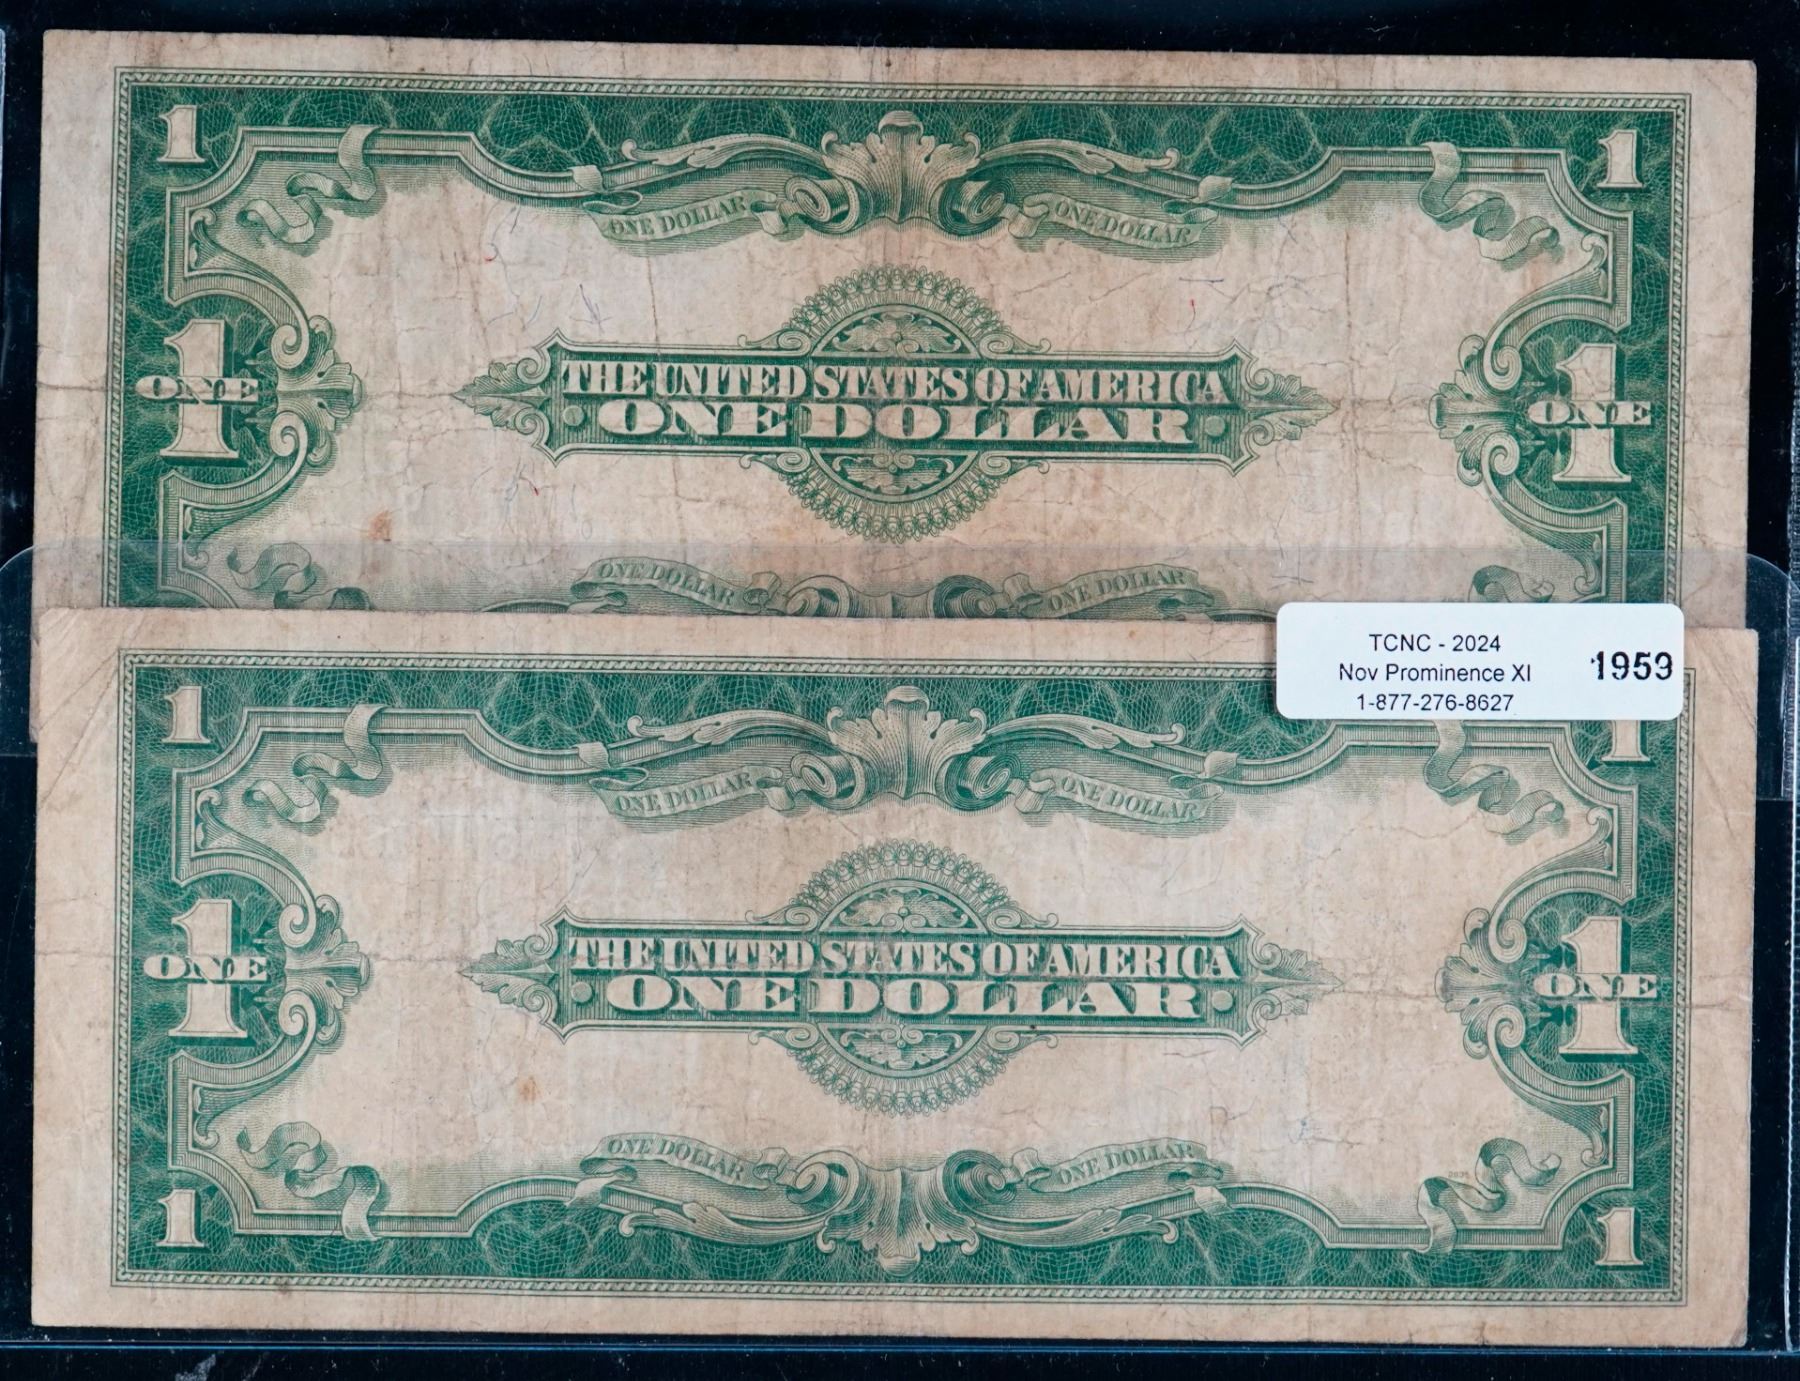 1 1
ONE DOLLAR ONE DOLLAR
THE UNITED STATES OF AMERICA
1 ONE 1 ONE
ONE DOLLAR
ONE DOLLAR ONE DOLLAR
TCNC - 2024
Nov Prominence XI 1959
1-877-276-8627
1 1
ONE DOLLAR ONE DOLLAR
THE UNITED STATES OF AMERICA
1 ONE 1 ONE
ONE DOLLAR
ONE DOLLAR ONE DOLLAR
1 1